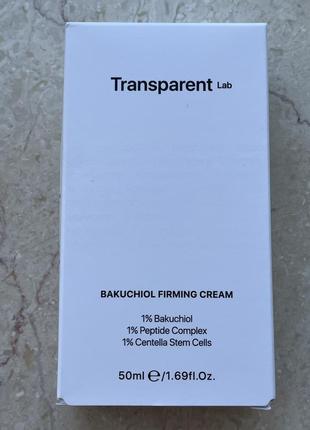 Transparent Lab
BAKUCHIOL FIRMING CREAM
1% Bakuchiol
1% Peptide Complex
1% Centella Stem Cells
50ml ℮/1.69fl.Oz.